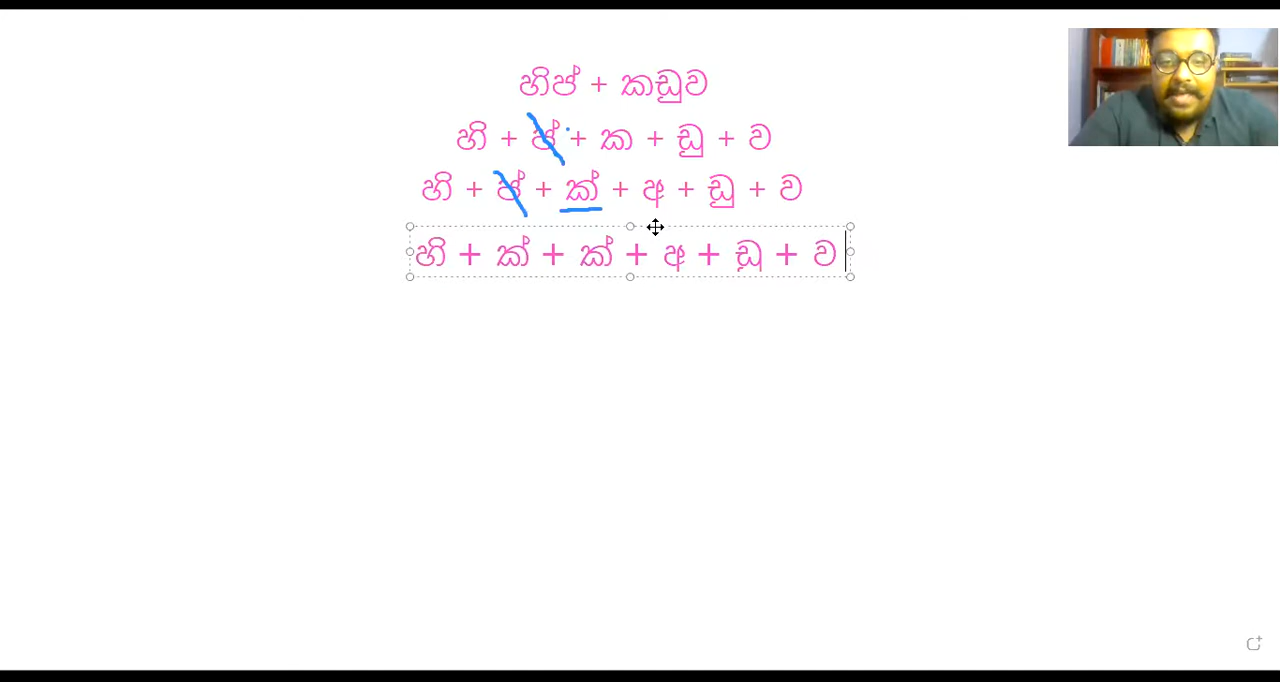 හිප් + කඩුව
හි + ප් + ක + ඩු + ව
හි + ප් + ක් + අ + ඩු + ව
හි + ක් + ක් + අ + ඩු + ව